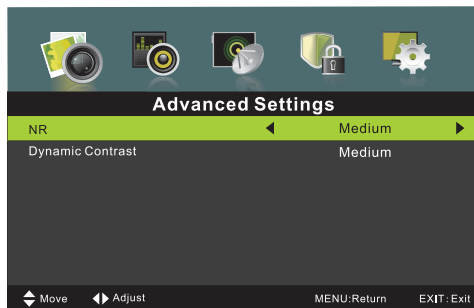 Advanced Settings
NR Medium
Dynamic Contrast Medium
Move Adjust MENU:Return EXIT:Exit